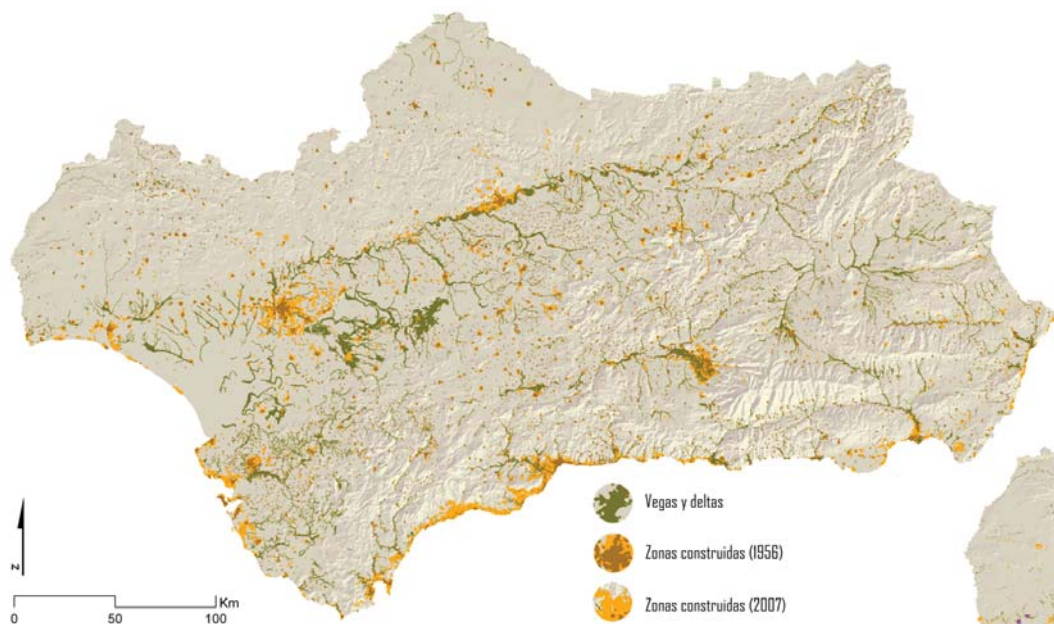 Vegas y deltas
Zonas construidas (1956)
Zonas construidas (2007)
N
Km
0 50 100